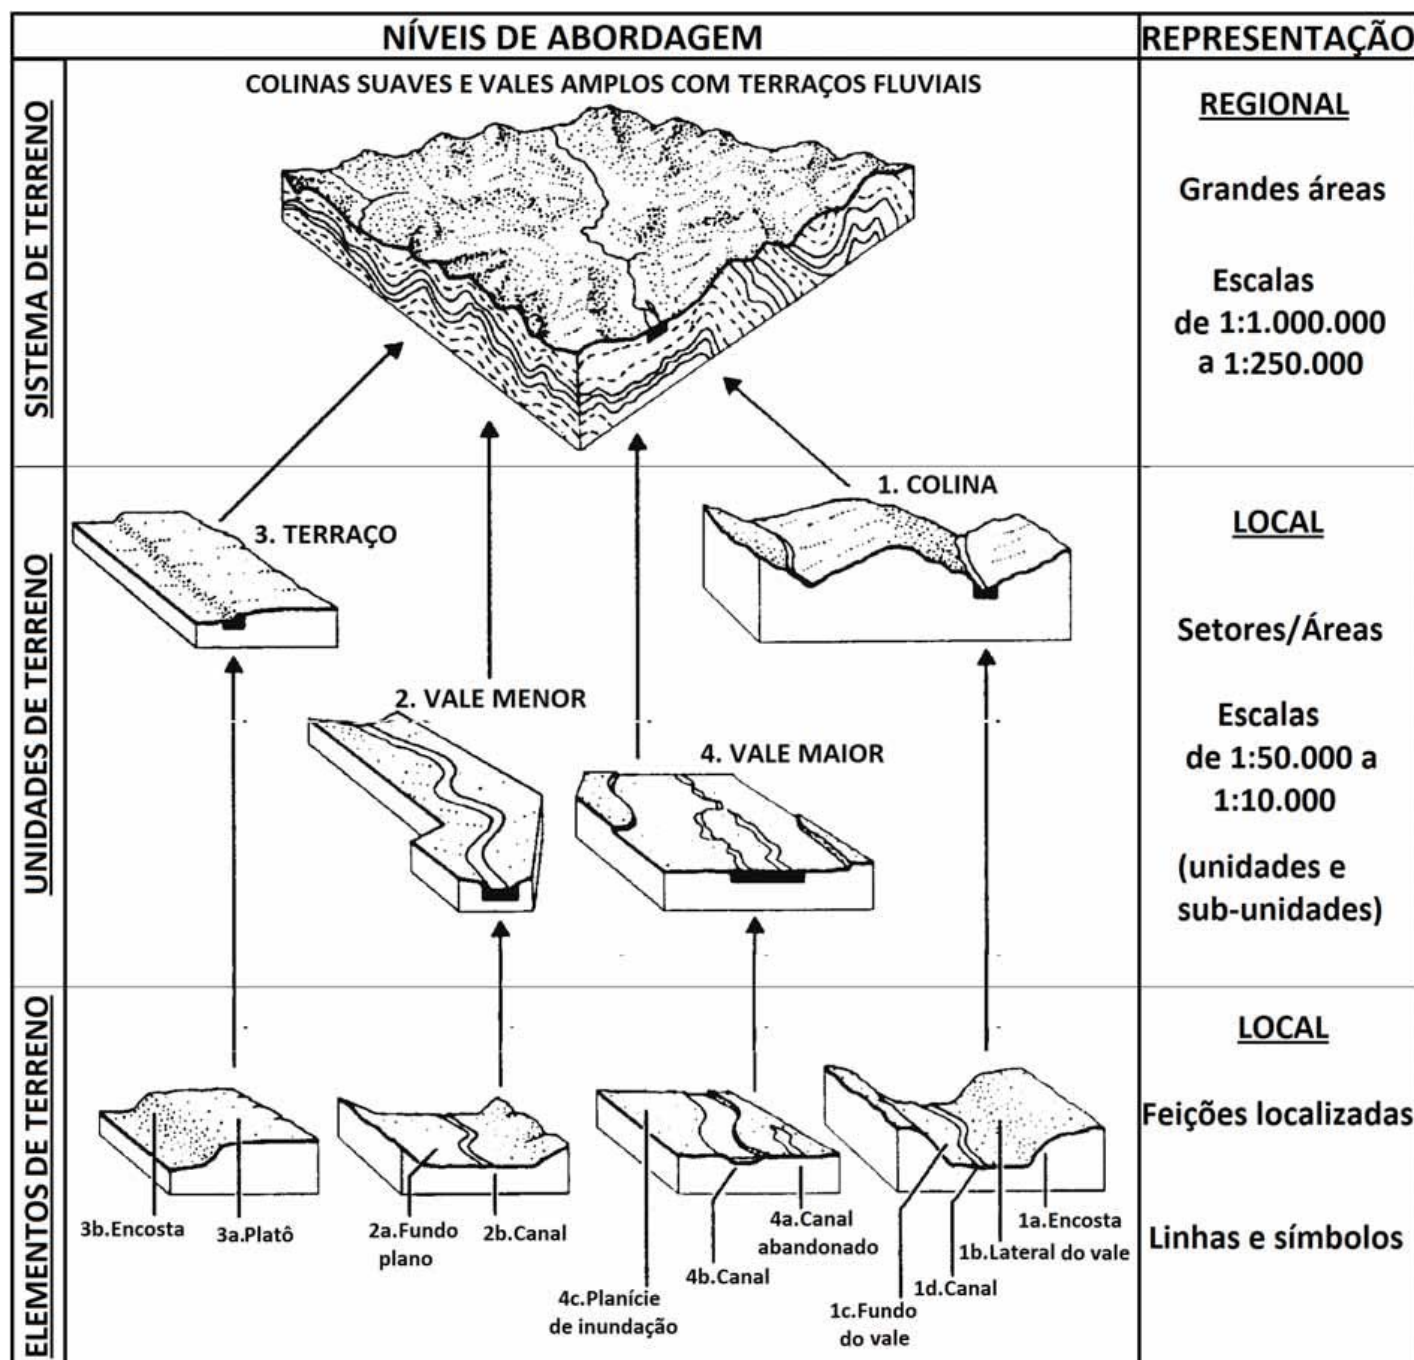 NÍVEIS DE ABORDAGEM
REPRESENTAÇÃO
SISTEMA DE TERRENO
COLINAS SUAVES E VALES AMPLOS COM TERRAÇOS FLUVIAIS
REGIONAL
Grandes áreas
Escalas
de 1:1.000.000
a 1:250.000
UNIDADES DE TERRENO
3. TERRAÇO
1. COLINA
2. VALE MENOR
4. VALE MAIOR
LOCAL
Setores/Áreas
Escalas
de 1:50.000 a
1:10.000
(unidades e
sub-unidades)
ELEMENTOS DE TERRENO
3b.Encosta
3a.Platô
2a.Fundo
plano
2b.Canal
4c.Planície
de inundação
4b.Canal
4a.Canal
abandonado
1c.Fundo
do vale
1d.Canal
1b.Lateral do vale
1a.Encosta
LOCAL
Feições localizadas
Linhas e símbolos